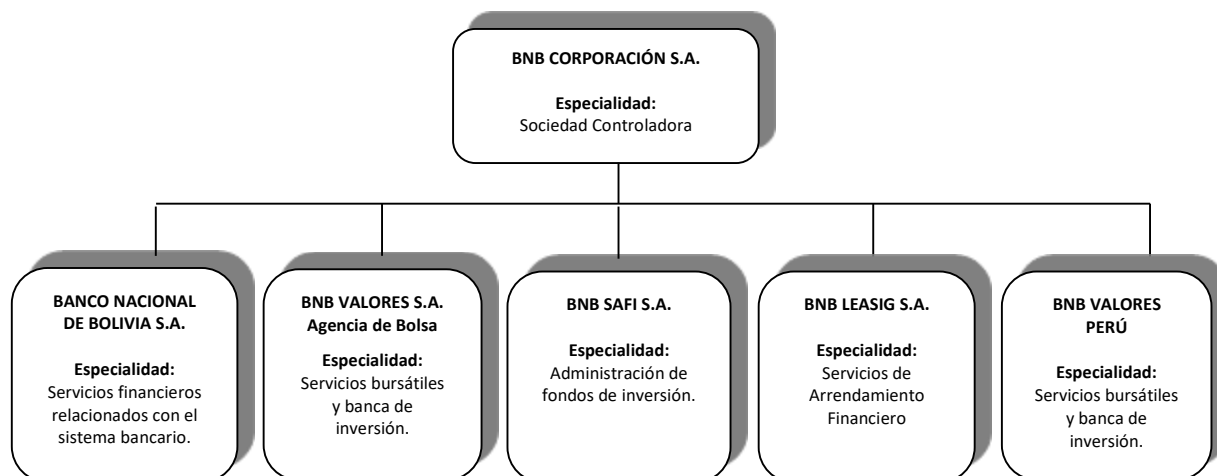 BNB CORPORACIÓN S.A.
Especialidad:
Sociedad Controladora
BANCO NACIONAL
DE BOLIVIA S.A.
Especialidad:
Servicios financieros
relacionados con el
sistema bancario.
BNB VALORES S.A.
Agencia de Bolsa
Especialidad:
Servicios bursátiles
y banca de
inversión.
BNB SAFI S.A.
Especialidad:
Administración de
fondos de inversión.
BNB LEASIG S.A.
Especialidad:
Servicios de
Arrendamiento
Financiero
BNB VALORES
PERÚ
Especialidad:
Servicios bursátiles
y banca de
inversión.